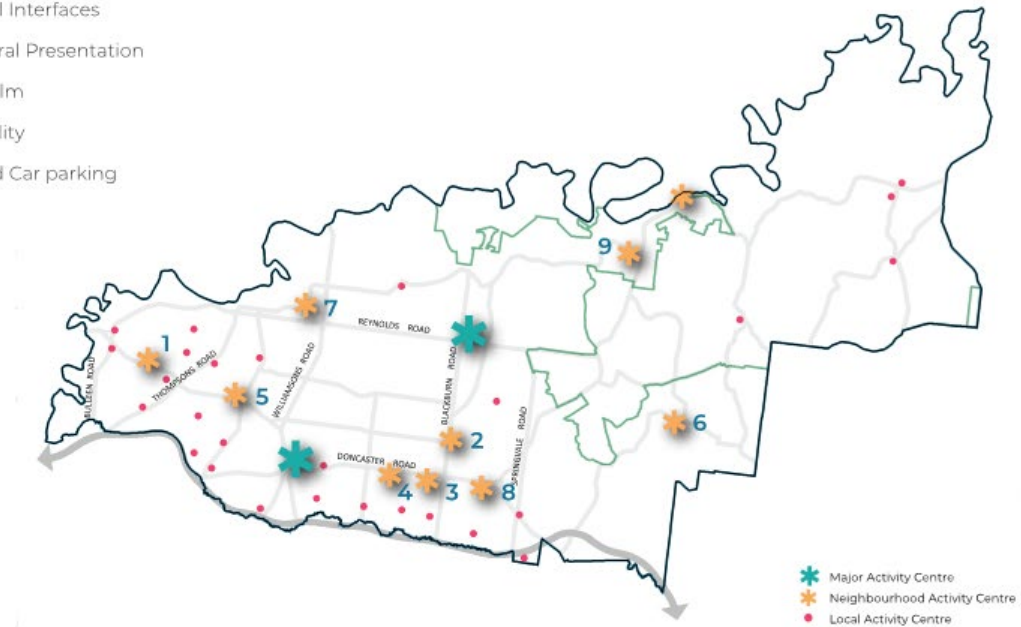 l Interfaces
ral Presentation
lm
lity
d Car parking
9
7
REYNOLDS ROAD
1
THOMPSONS ROAD
BULLEEN ROAD
WILLIAMSONS ROAD
5
BLACKBURN ROAD
6
2
SPRINGVALE ROAD
DONCASTER ROAD
4
3
8
Major Activity Centre
Neighbourhood Activity Centre
Local Activity Centre